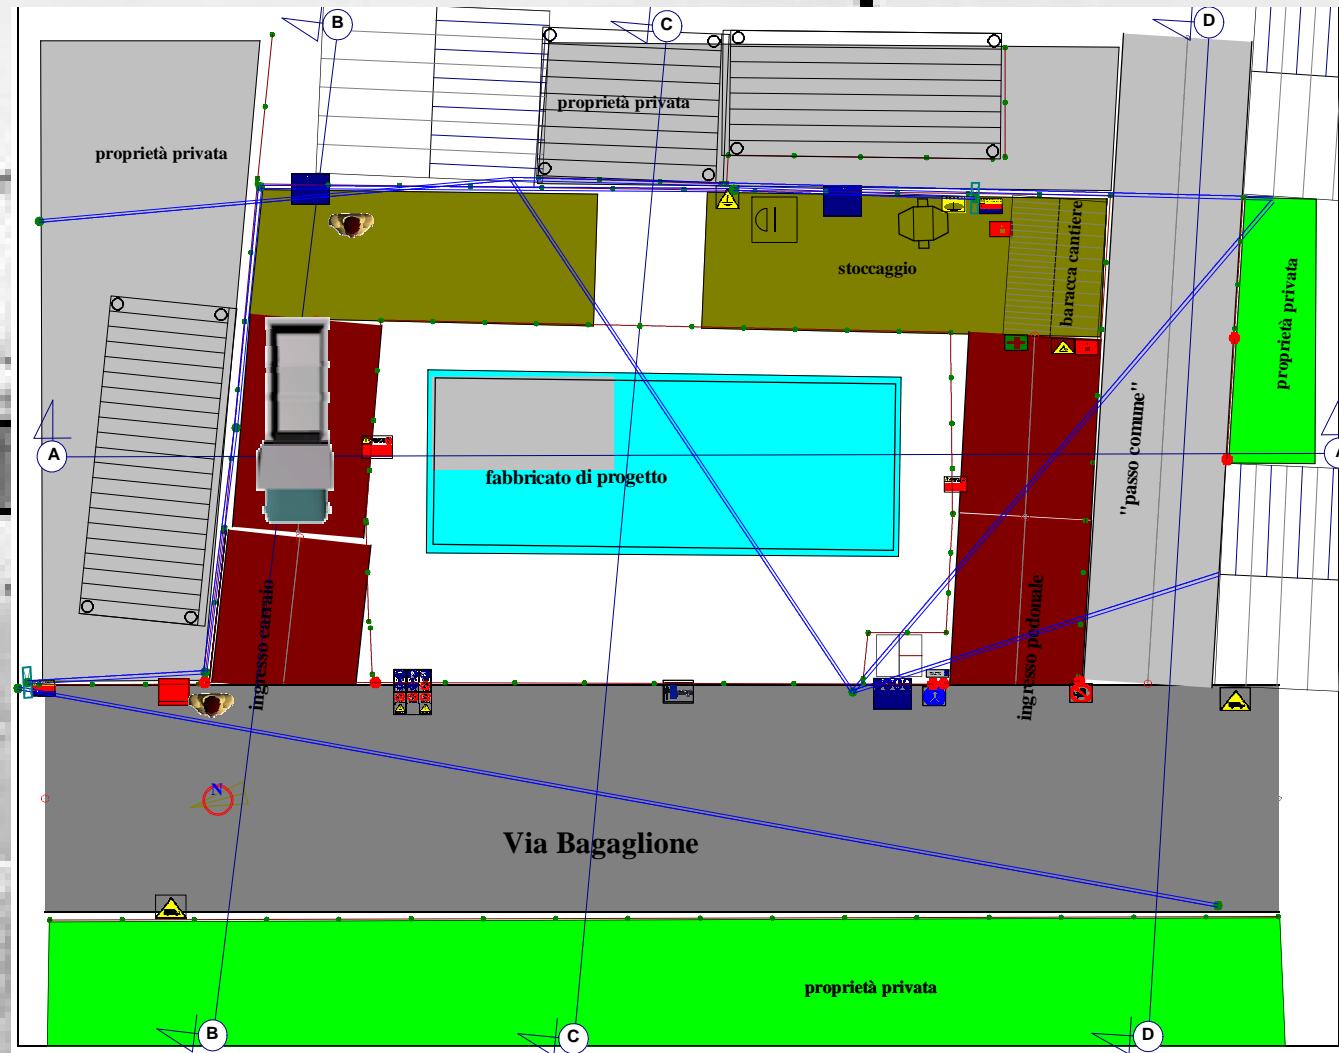 B
C
D
proprietà privata
proprietà privata
stoccaggio
baracca cantiere
proprietà privata
"passo comune"
A
A
fabbricato di progetto
ingresso carraio
ingresso pedonale
N
Via Bagaglione
proprietà privata
B
C
D